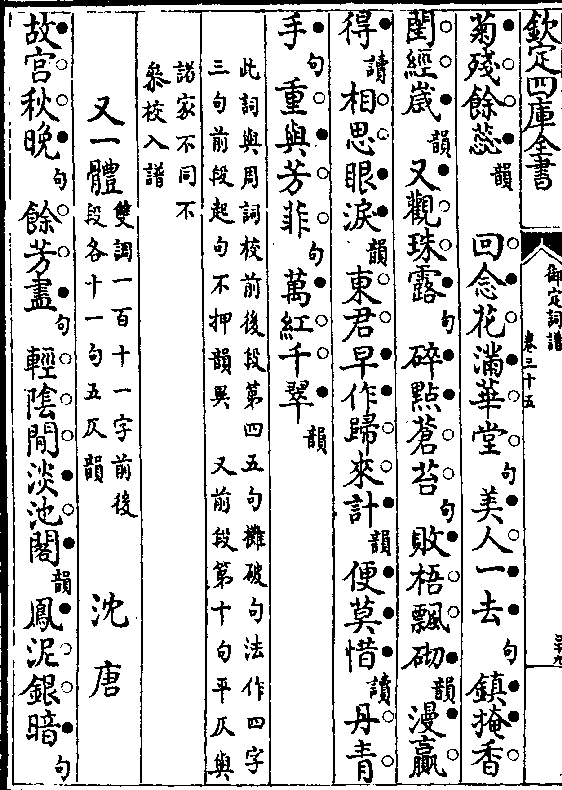 欽定四庫全書
御定詞譜
卷三十五
菊殘餘蕊韻 回念花滿華堂句 美人一去句 鎮掩香
閨經歲韻 又觀珠露句 碎點蒼苔句 敗梧飄砌韻 漫贏
得讀 相思眼淚韻 東君早作歸來計韻 便莫惜讀 丹青
手句 重與芳菲句 萬紅千翠韻
此詞與周詞校前後段第四五句攤破句法作四字
三句前段起句不押韻異 又前段第十句平仄與
諸家不同不
叅校入譜
又一體 雙調一百十一字前後
段各十一句五仄韻 沈唐
故宫秋晚句 餘芳盡句 輕陰閒淡池閣韻 鳳泥銀暗句